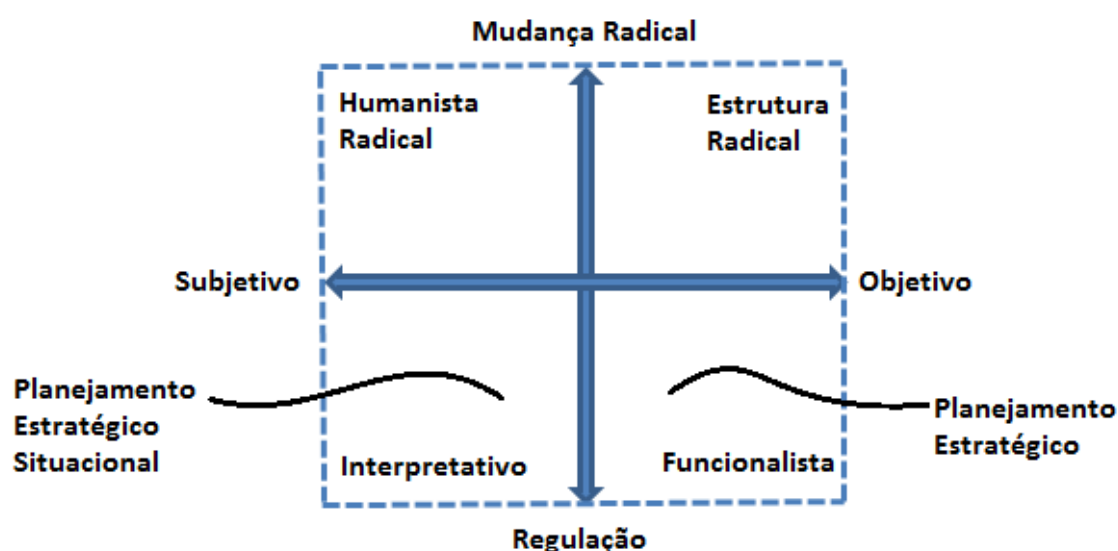 Mudança Radical
Humanista
Radical
Estrutura
Radical
Subjetivo
Objetivo
Planejamento
Estratégico
Situacional
Planejamento
Estratégico
Interpretativo
Funcionalista
Regulação